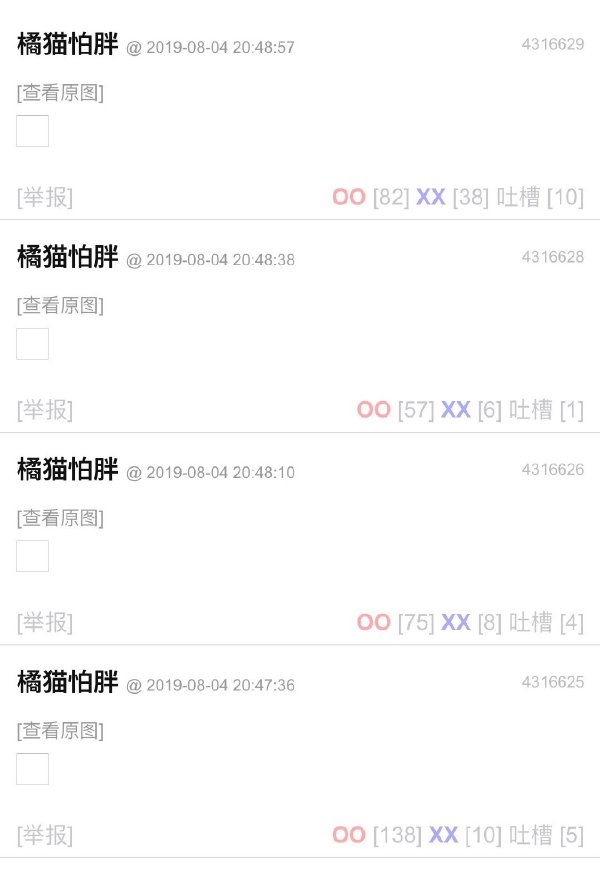 橘猫怕胖 @ 2019-08-04 20:48:57 4316629
[查看原图]
[举报] OO [82] XX [38] 吐槽 [10]
橘猫怕胖 @ 2019-08-04 20:48:38 4316628
[查看原图]
[举报] OO [57] XX [6] 吐槽 [1]
橘猫怕胖 @ 2019-08-04 20:48:10 4316626
[查看原图]
[举报] OO [75] XX [8] 吐槽 [4]
橘猫怕胖 @ 2019-08-04 20:47:36 4316625
[查看原图]
[举报] OO [138] XX [10] 吐槽 [5]